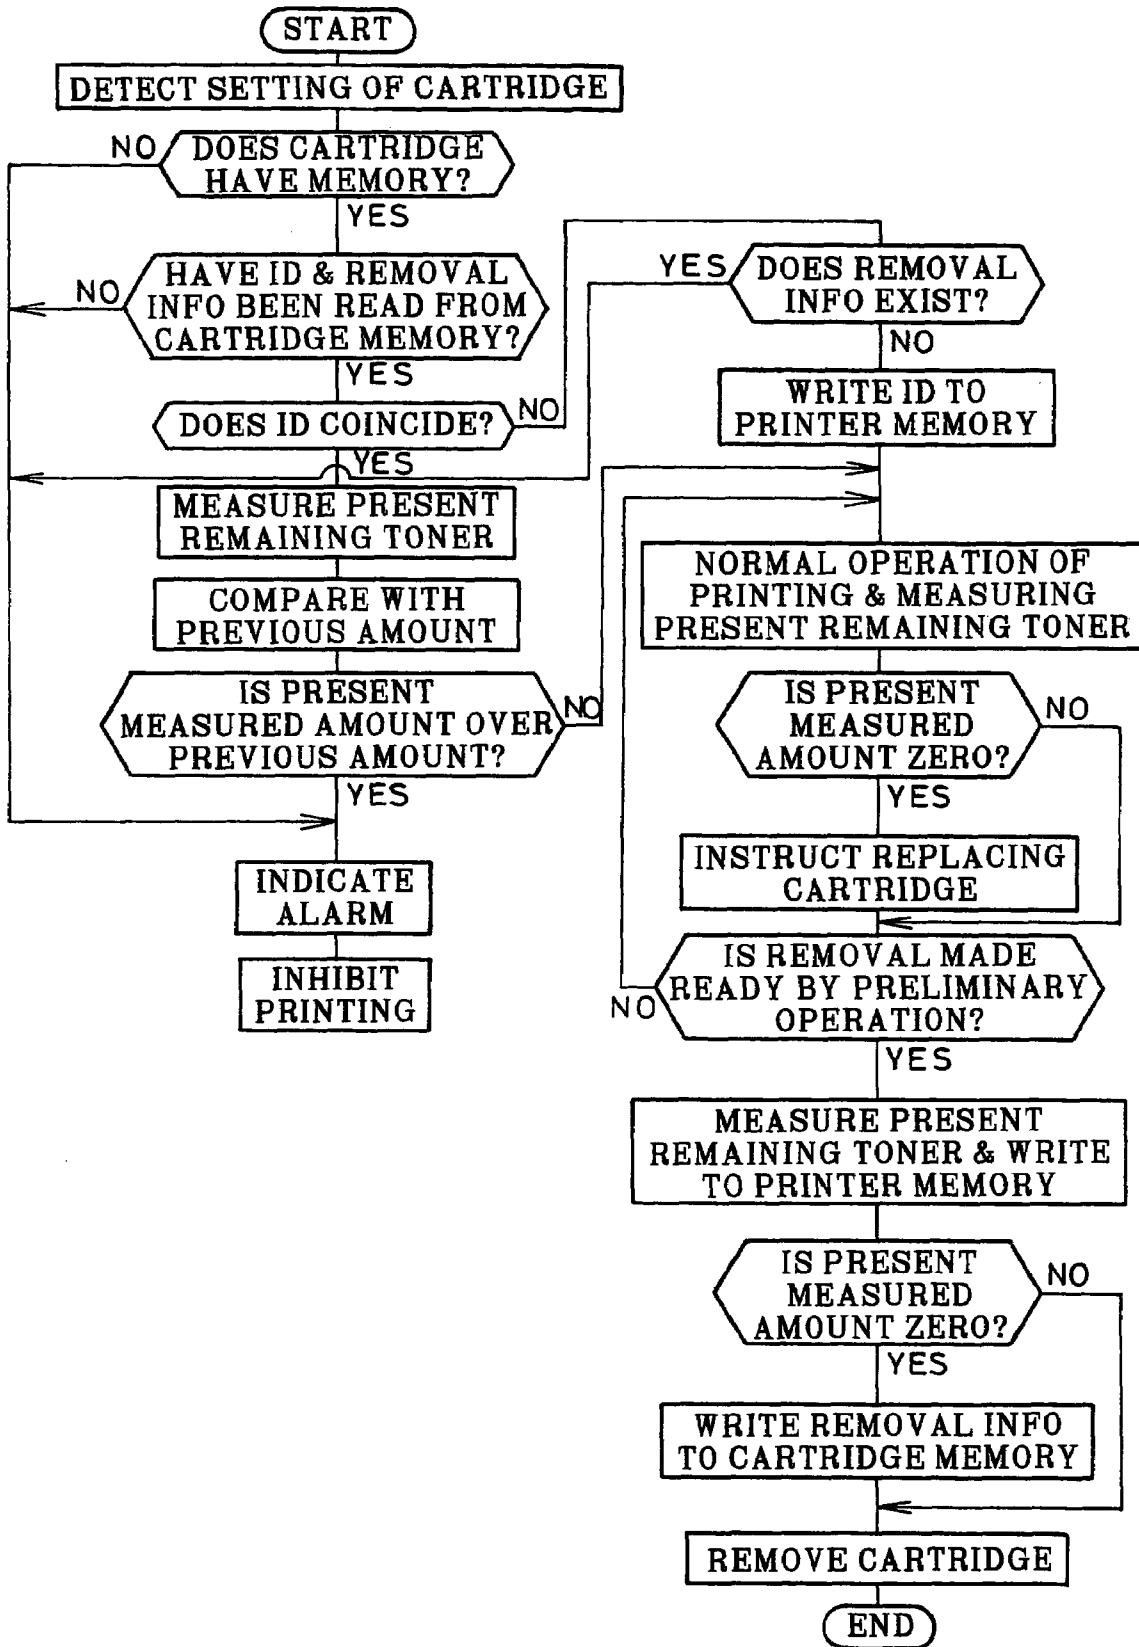 START
DETECT SETTING OF CARTRIDGE
NO
DOES CARTRIDGE
HAVE MEMORY?
YES
HAVE ID & REMOVAL
INFO BEEN READ FROM
CARTRIDGE MEMORY?
NO
YES
DOES ID COINCIDE?
NO
YES
MEASURE PRESENT
REMAINING TONER
COMPARE WITH
PREVIOUS AMOUNT
IS PRESENT
MEASURED AMOUNT OVER
PREVIOUS AMOUNT?
NO
YES
INDICATE
ALARM
INHIBIT
PRINTING
YES
DOES REMOVAL
INFO EXIST?
NO
WRITE ID TO
PRINTER MEMORY
NORMAL OPERATION OF
PRINTING & MEASURING
PRESENT REMAINING TONER
IS PRESENT
MEASURED
AMOUNT ZERO?
NO
YES
INSTRUCT REPLACING
CARTRIDGE
IS REMOVAL MADE
READY BY PRELIMINARY
OPERATION?
NO
YES
MEASURE PRESENT
REMAINING TONER & WRITE
TO PRINTER MEMORY
IS PRESENT
MEASURED
AMOUNT ZERO?
NO
YES
WRITE REMOVAL INFO
TO CARTRIDGE MEMORY
REMOVE CARTRIDGE
END